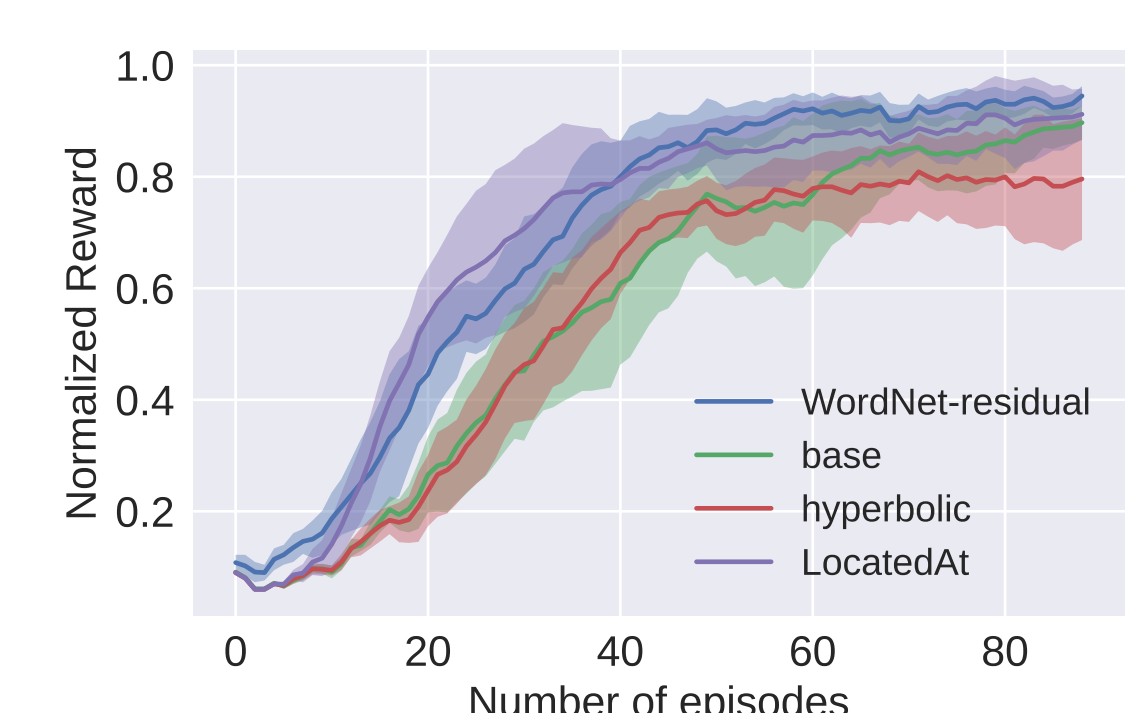 1.0
0.8
0.6
0.4
0.2
Normalized Reward
WordNet-residual
base
hyperbolic
LocatedAt
0 20 40 60 80
Number of episodes